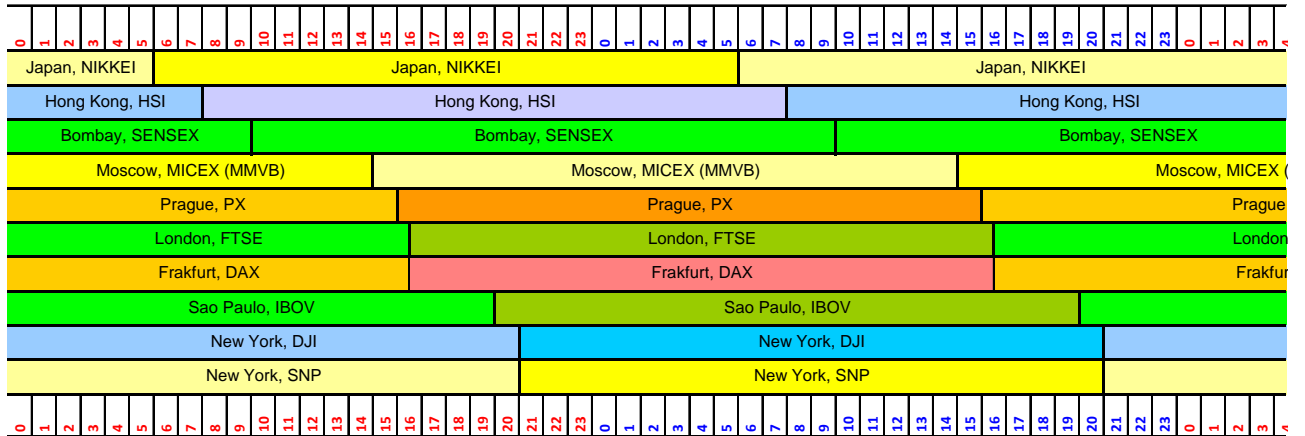 0 1 2 3 4 5 6 7 8 9 10 11 12 13 14 15 16 17 18 19 20 21 22 23 0 1 2 3 4 5 6 7 8 9 10 11 12 13 14 15 16 17 18 19 20 21 22 23 0 1 2 3 4
Japan, NIKKEI Japan, NIKKEI Japan, NIKKEI
Hong Kong, HSI Hong Kong, HSI Hong Kong, HSI
Bombay, SENSEX Bombay, SENSEX Bombay, SENSEX
Moscow, MICEX (MMVB) Moscow, MICEX (MMVB) Moscow, MICEX (
Prague, PX Prague, PX Prague
London, FTSE London, FTSE London
Frakfurt, DAX Frakfurt, DAX Frakfur
Sao Paulo, IBOV Sao Paulo, IBOV
New York, DJI New York, DJI
New York, SNP New York, SNP
0 1 2 3 4 5 6 7 8 9 10 11 12 13 14 15 16 17 18 19 20 21 22 23 0 1 2 3 4 5 6 7 8 9 10 11 12 13 14 15 16 17 18 19 20 21 22 23 0 1 2 3 4